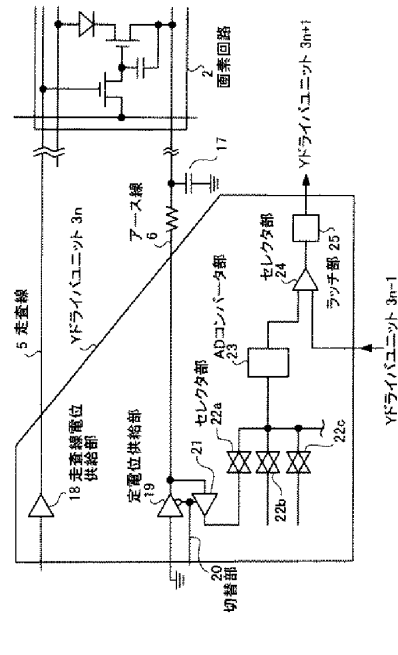 5 走査線
Yドライバユニット 3n
アース線
6
17
2
画素回路
18 走査線電位
供給部
定電位供給部
19
20
切替部
21
セレクタ部
22a
22b
22c
ADコンバータ部
23
セレクタ部
24
ラッチ部
25
Yドライバユニット 3n+1
Yドライバユニット 3n-1